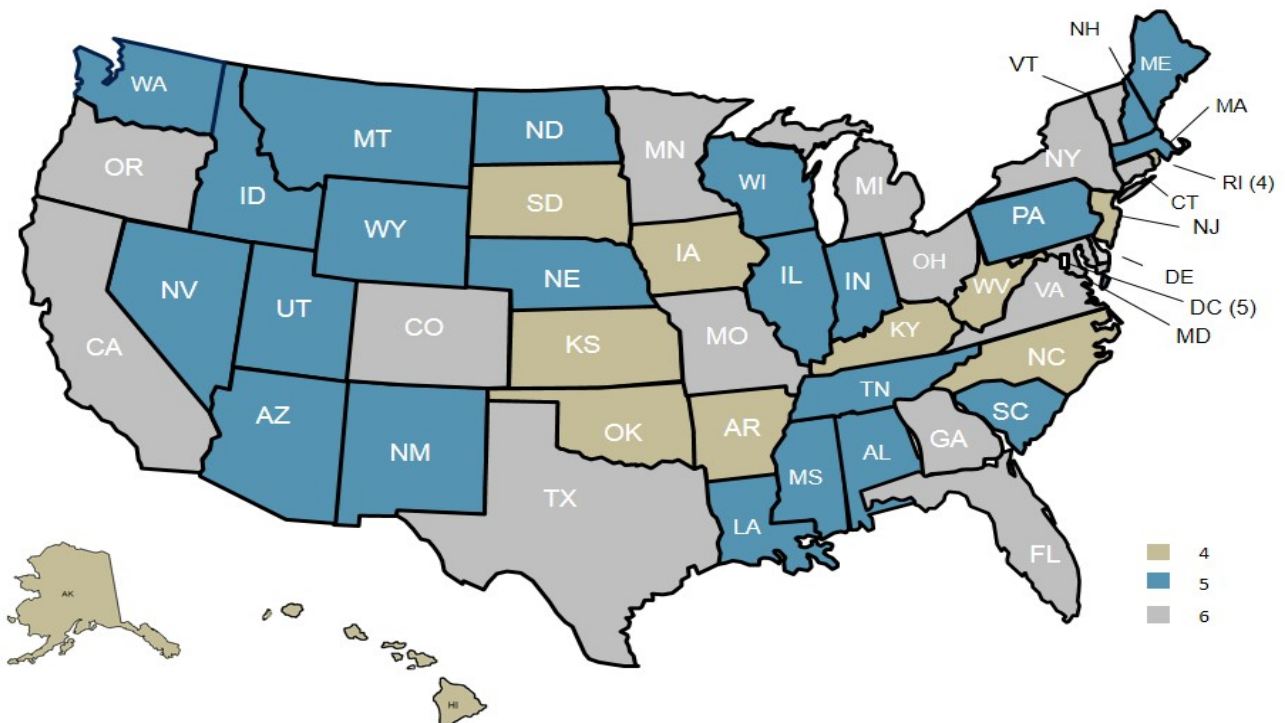 NH
VT
ME
WA
MA
MT
ND
MN
OR
NY
RI (4)
ID
WI
MI
CT
SD
PA
NJ
WY
IA
OH
DE
NE
IL
IN
WV
VA
DC (5)
NV
UT
MD
CO
MO
KY
CA
KS
NC
TN
AZ
OK
AR
SC
NM
GA
MS
AL
TX
LA
FL
4
5
6
AK
HI